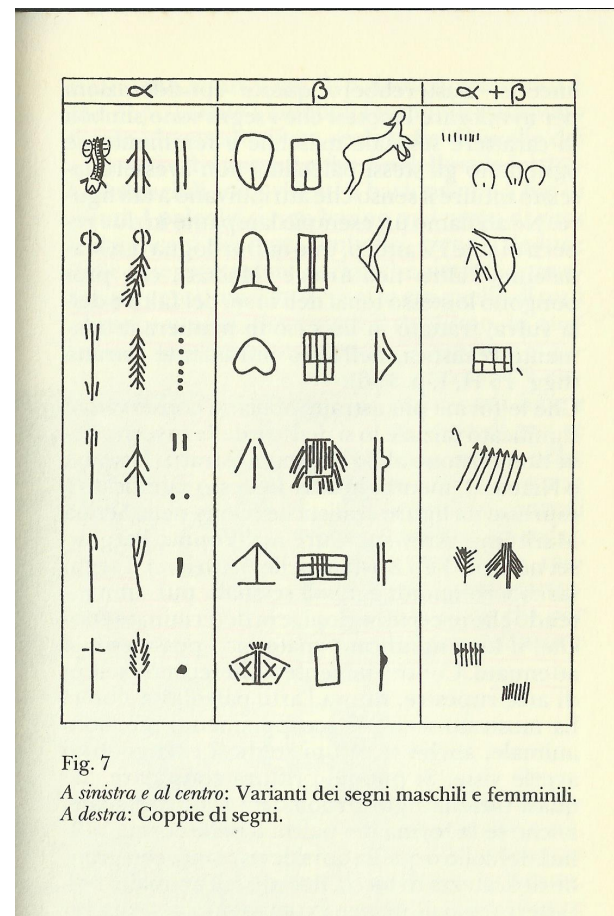 α β α + β
Fig. 7
A sinistra e al centro: Varianti dei segni maschili e femminili.
A destra: Coppie di segni.